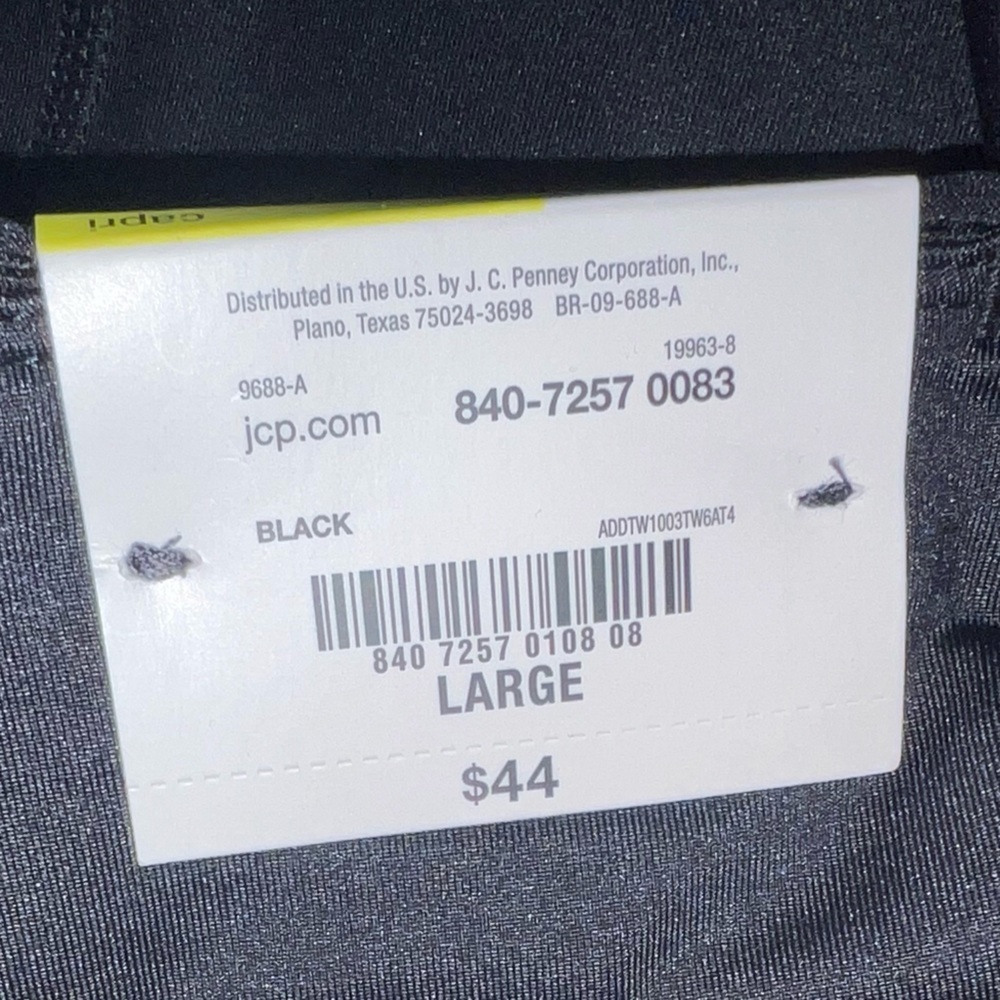 capri
Distributed in the U.S. by J. C. Penney Corporation, Inc.,
Plano, Texas 75024-3698 BR-09-688-A
19963-8
9688-A
jcp.com 840-7257 0083
BLACK ADDTW1003TW6AT4
840 7257 0108 08
LARGE
$44